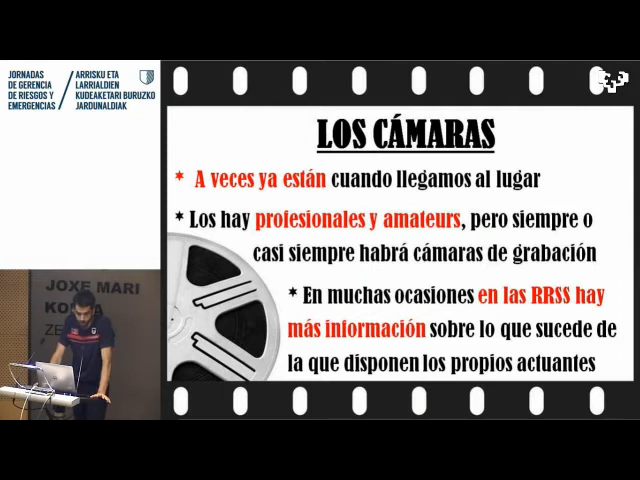 JORNADAS
DE GERENCIA
DE RIESGOS Y
EMERGENCIAS
ARRISKU ETA
LARRIALDIEN
KUDEAKETARI BURUZKO
JARDUNALDIAK
LOS CÁMARAS
* A veces ya están cuando llegamos al lugar
* Los hay profesionales y amateurs, pero siempre o
casi siempre habrá cámaras de grabación
* En muchas ocasiones en las RRSS hay
más información sobre lo que sucede de
la que disponen los propios actuantes
JOXE MARI